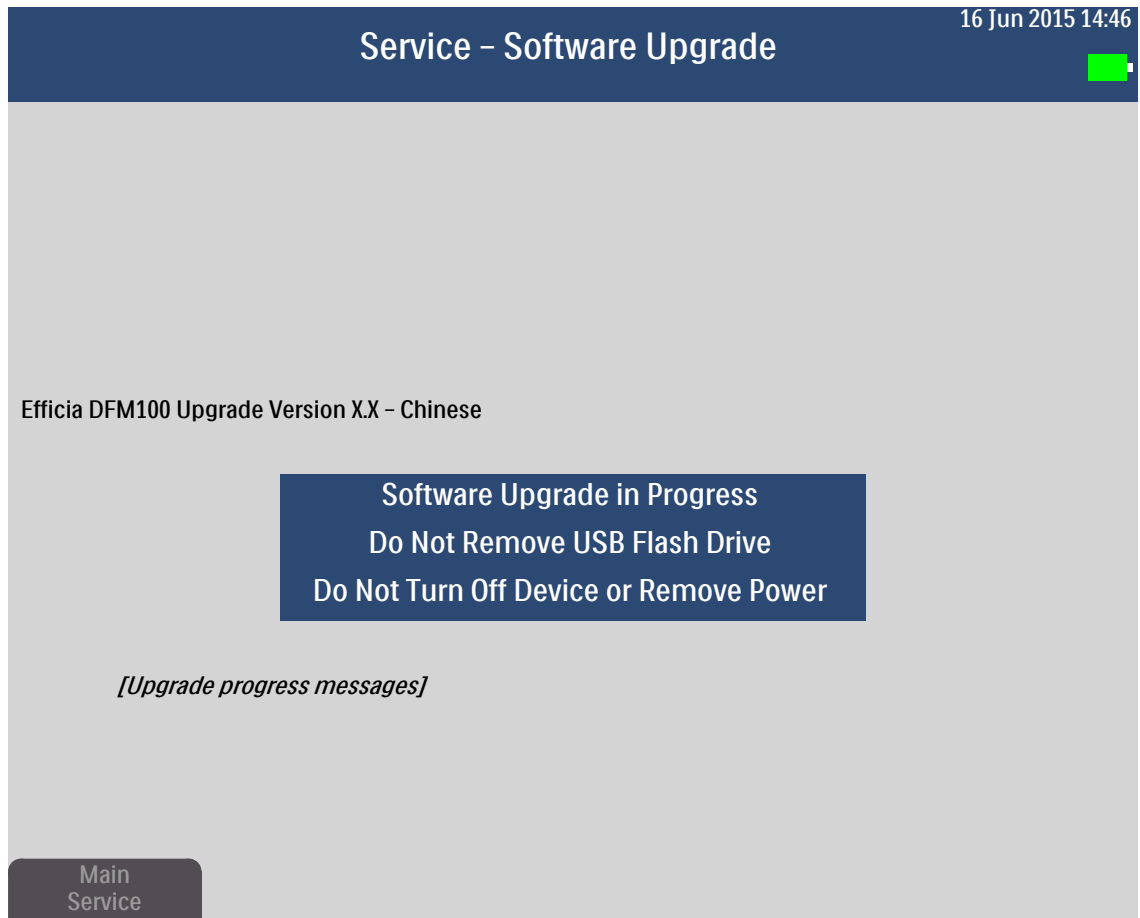 16 Jun 2015 14:46
Service – Software Upgrade
Efficia DFM100 Upgrade Version X.X – Chinese
Software Upgrade in Progress
Do Not Remove USB Flash Drive
Do Not Turn Off Device or Remove Power
[Upgrade progress messages]
Main
Service